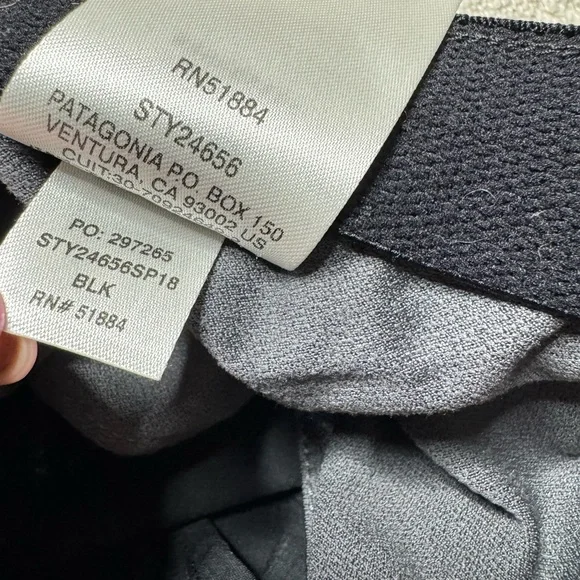 RN51884
STY24656
PATAGONIA P.O. BOX 150
VENTURA, CA 93002 US
PO: 297265
STY24656SP18
BLK
RN# 51884